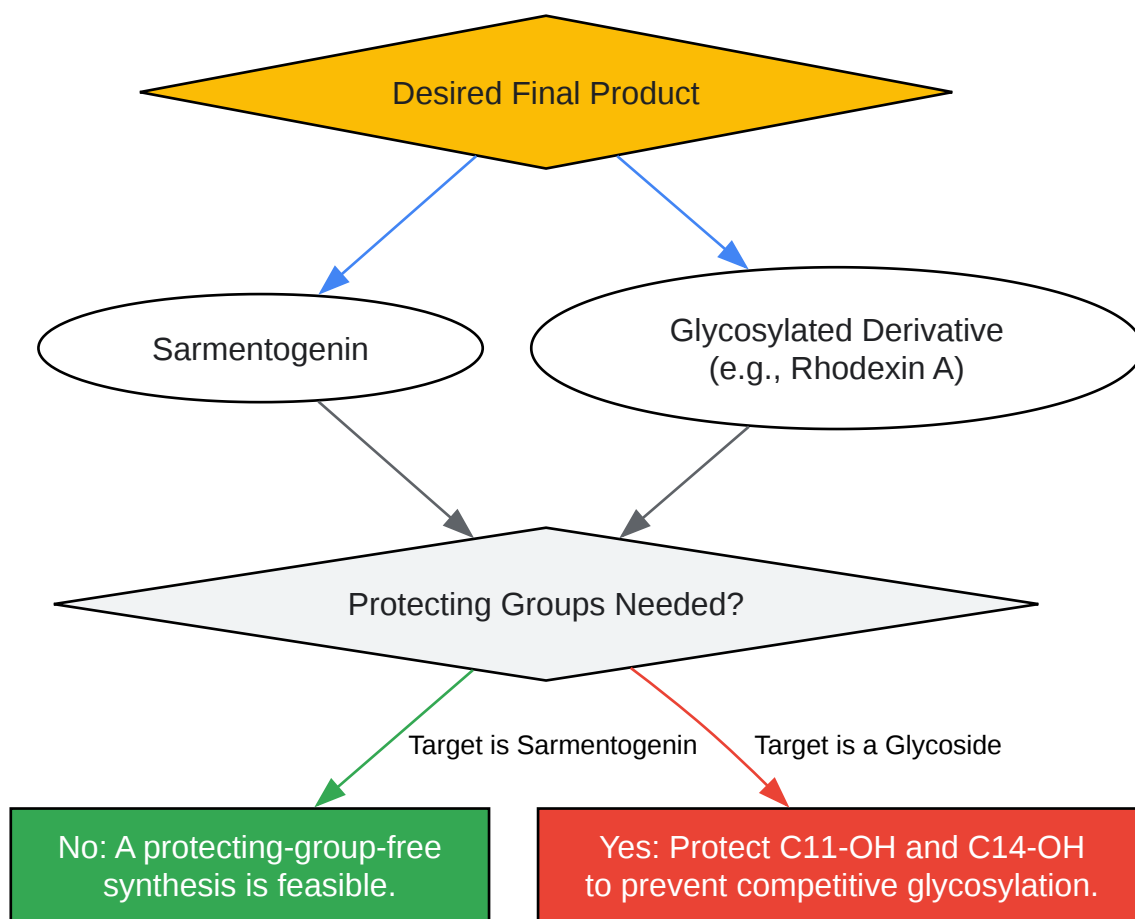 Desired Final Product
Sarmentogenin
Glycosylated Derivative
(e.g., Rhodexin A)
Protecting Groups Needed?
Target is Sarmentogenin
Target is a Glycoside
No: A protecting-group-free
synthesis is feasible.
Yes: Protect C11-OH and C14-OH
to prevent competitive glycosylation.